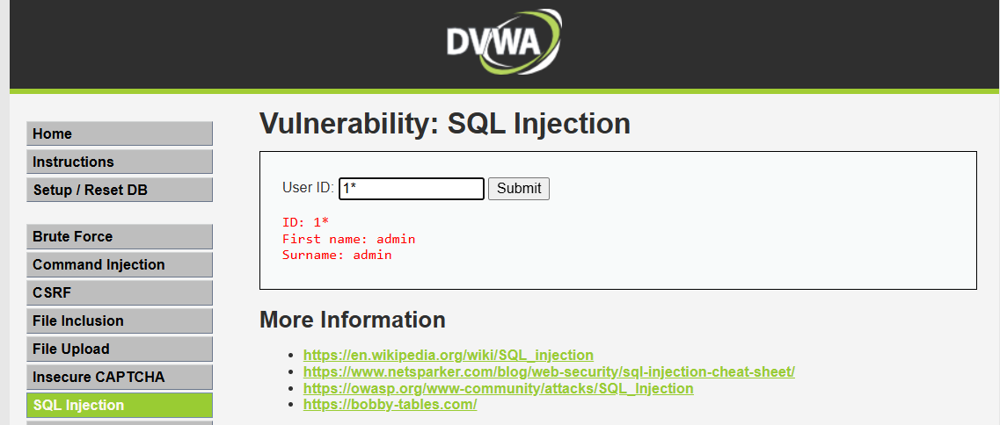 DVWA
Vulnerability: SQL Injection
Home
Instructions
Setup / Reset DB
Brute Force
Command Injection
CSRF
File Inclusion
File Upload
Insecure CAPTCHA
SQL Injection
User ID: 1* Submit
ID: 1*
First name: admin
Surname: admin
More Information
https://en.wikipedia.org/wiki/SQL_injection
https://www.netsparker.com/blog/web-security/sql-injection-cheat-sheet/
https://owasp.org/www-community/attacks/SQL_Injection
https://bobby-tables.com/